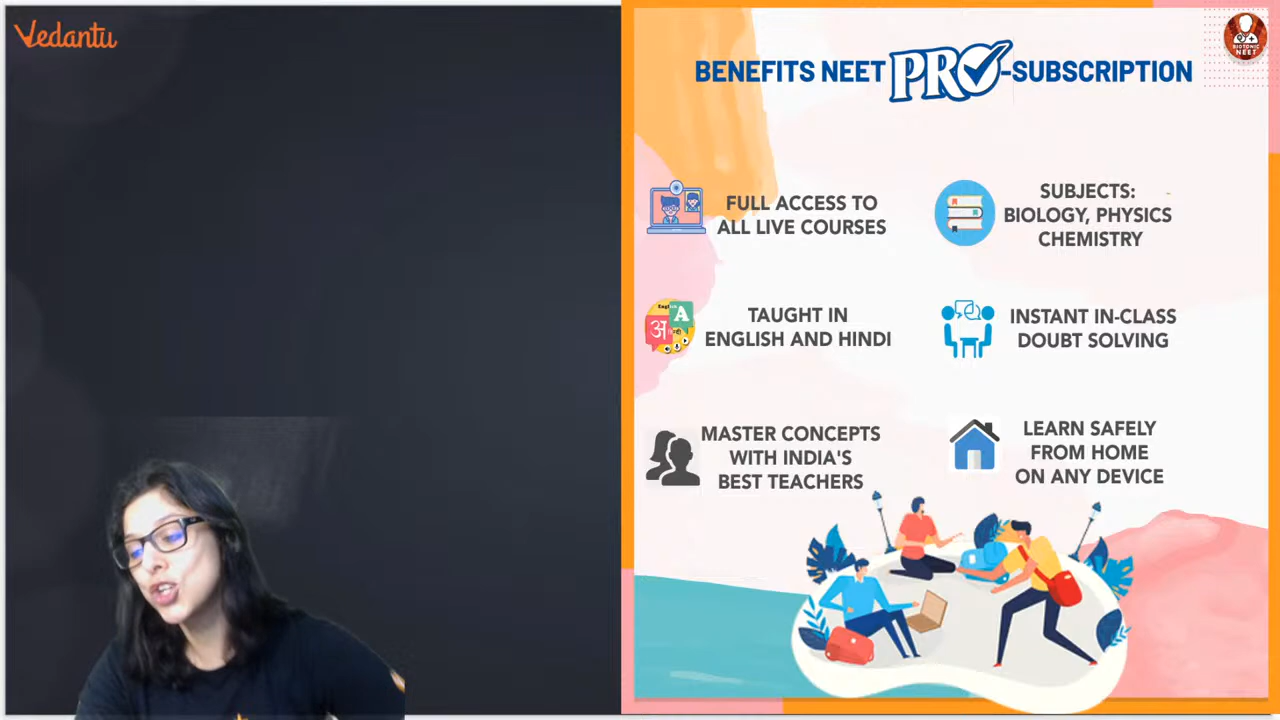 Vedantu
BIOTONIC
NEET
BENEFITS NEET PRO-SUBSCRIPTION
FULL ACCESS TO
ALL LIVE COURSES
SUBJECTS:
BIOLOGY, PHYSICS
CHEMISTRY
A
अ
TAUGHT IN
ENGLISH AND HINDI
INSTANT IN-CLASS
DOUBT SOLVING
MASTER CONCEPTS
WITH INDIA'S
BEST TEACHERS
LEARN SAFELY
FROM HOME
ON ANY DEVICE